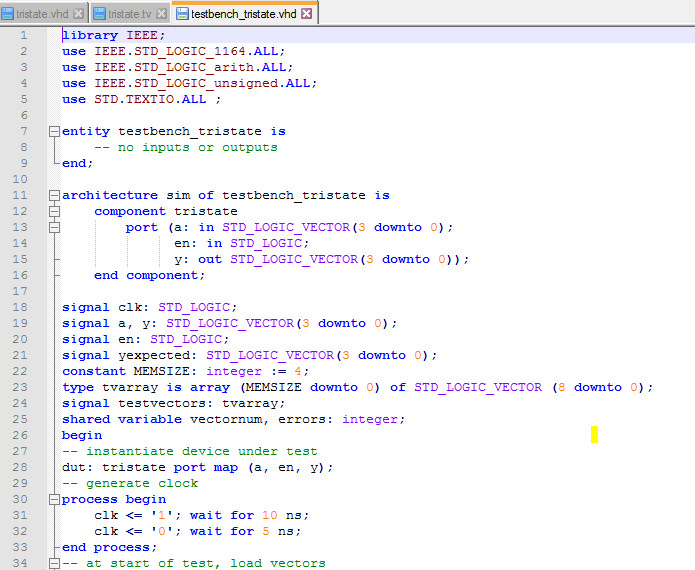 tristate.vhd tristate.tv testbench_tristate.vhd
1 library IEEE;
2 use IEEE.STD_LOGIC_1164.ALL;
3 use IEEE.STD_LOGIC_arith.ALL;
4 use IEEE.STD_LOGIC_unsigned.ALL;
5 use STD.TEXTIO.ALL ;
6
7 entity testbench_tristate is
8 -- no inputs or outputs
9 end;
10
11 architecture sim of testbench_tristate is
12 component tristate
13 port (a: in STD_LOGIC_VECTOR(3 downto 0);
14 en: in STD_LOGIC;
15 y: out STD_LOGIC_VECTOR(3 downto 0));
16 end component;
17
18 signal clk: STD_LOGIC;
19 signal a, y: STD_LOGIC_VECTOR(3 downto 0);
20 signal en: STD_LOGIC;
21 signal yexpected: STD_LOGIC_VECTOR(3 downto 0);
22 constant MEMSIZE: integer := 4;
23 type tvarray is array (MEMSIZE downto 0) of STD_LOGIC_VECTOR (8 downto 0);
24 signal testvectors: tvarray;
25 shared variable vectornum, errors: integer;
26 begin
27 -- instantiate device under test
28 dut: tristate port map (a, en, y);
29 -- generate clock
30 process begin
31 clk <= '1'; wait for 10 ns;
32 clk <= '0'; wait for 5 ns;
33 end process;
34 -- at start of test, load vectors